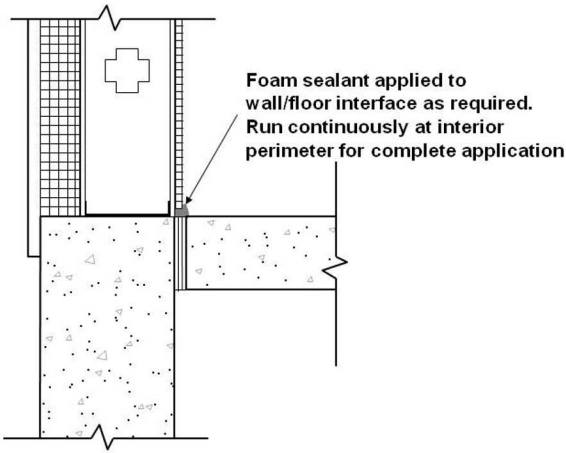 Foam sealant applied to
wall/floor interface as required.
Run continuously at interior
perimeter for complete application